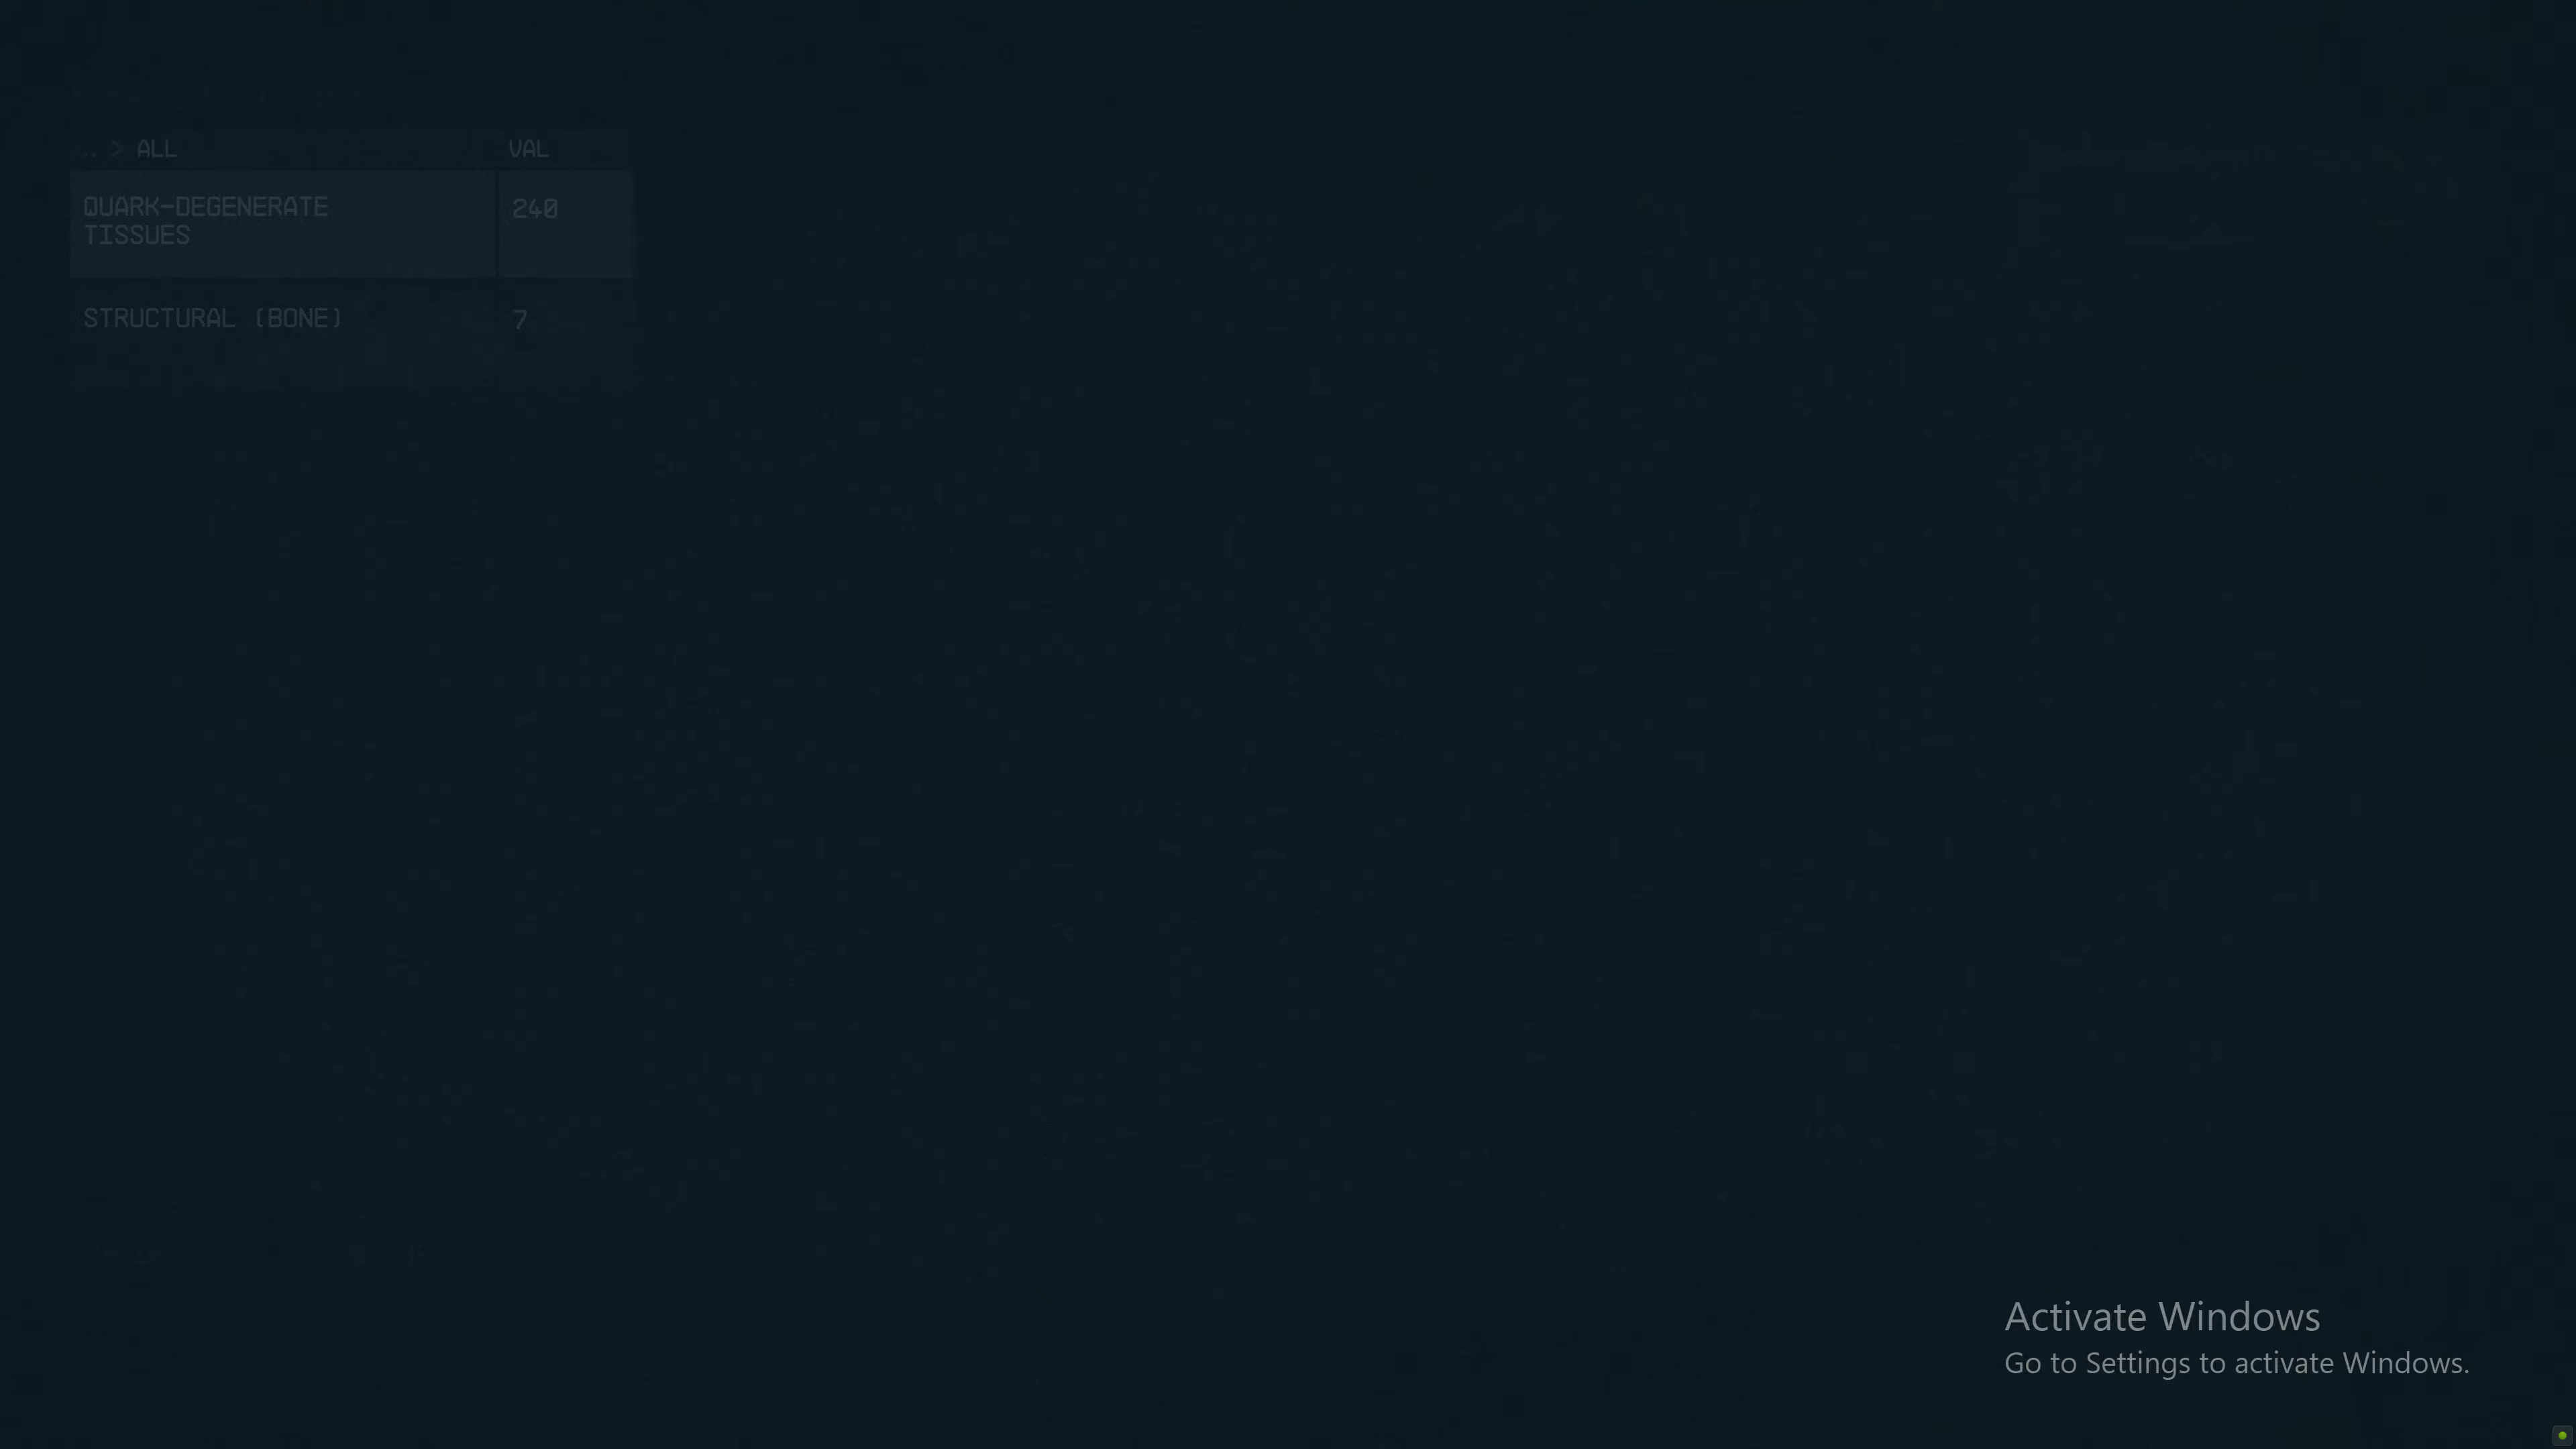 .. > ALL VAL
QUARK-DEGENERATE 240
TISSUES
STRUCTURAL (BONE) 7
Activate Windows
Go to Settings to activate Windows.